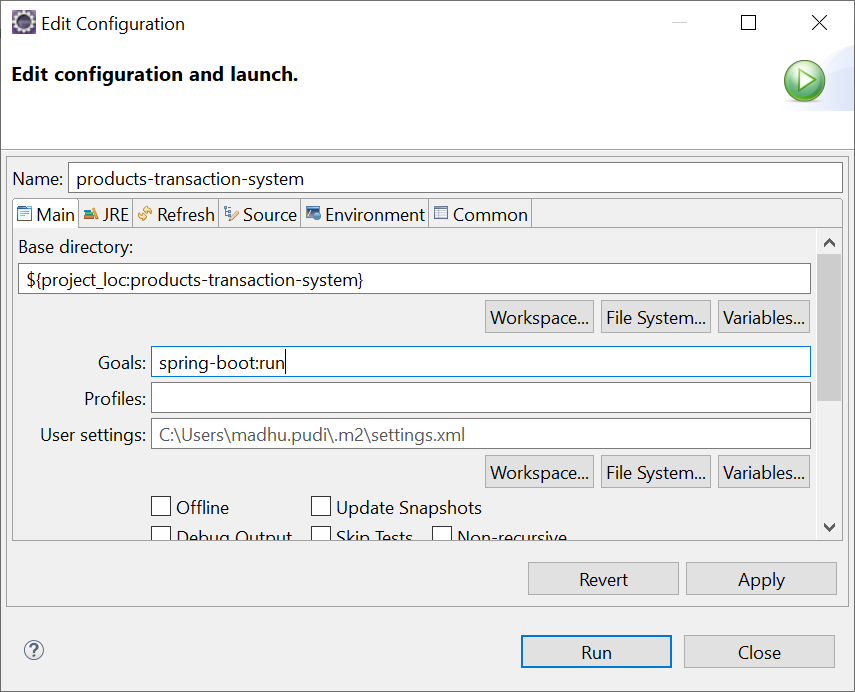 Edit Configuration
Edit configuration and launch.
Name: products-transaction-system
Main JRE Refresh Source Environment Common
Base directory:
${project_loc:products-transaction-system}
Workspace... File System... Variables...
Goals: spring-boot:run
Profiles:
User settings: C:\Users\madhu.pudi\.m2\settings.xml
Workspace... File System... Variables...
Offline Update Snapshots
Debug Output Skip Tests Non-recursive
Revert Apply
? Run Close